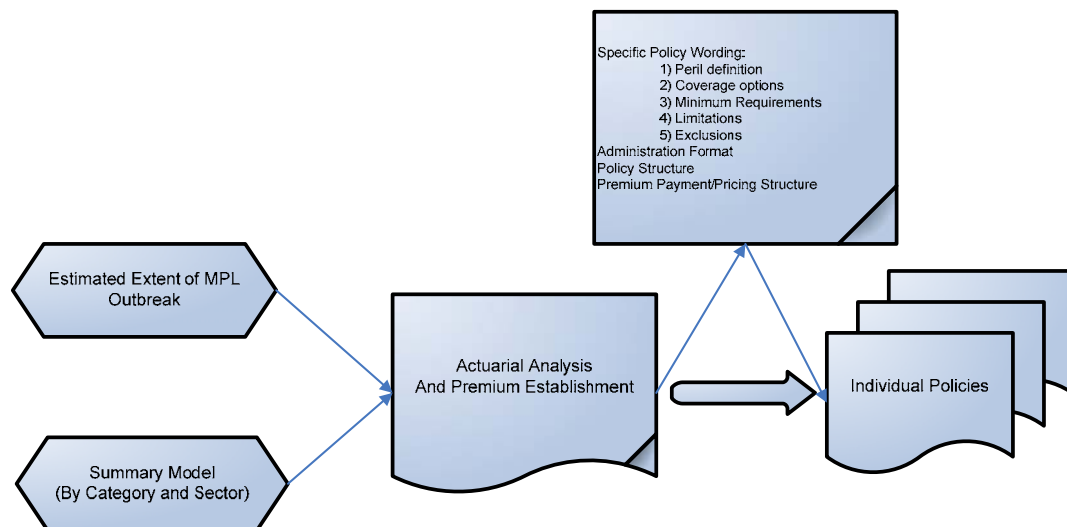 Specific Policy Wording:
1) Peril definition
2) Coverage options
3) Minimum Requirements
4) Limitations
5) Exclusions
Administration Format
Policy Structure
Premium Payment/Pricing Structure
Estimated Extent of MPL
Outbreak
Actuarial Analysis
And Premium Establishment
Individual Policies
Summary Model
(By Category and Sector)